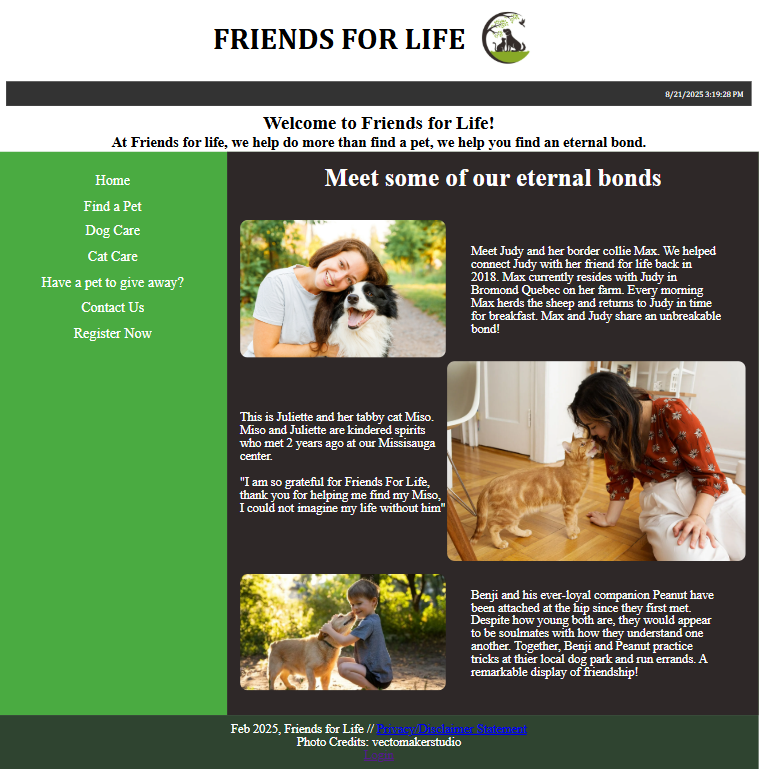 FRIENDS FOR LIFE
8/21/2025 3:19:28 PM
Welcome to Friends for Life!
At Friends for life, we help do more than find a pet, we help you find an eternal bond.
Home
Find a Pet
Dog Care
Cat Care
Have a pet to give away?
Contact Us
Register Now
Meet some of our eternal bonds
Meet Judy and her border collie Max. We helped
connect Judy with her friend for life back in
2018. Max currently resides with Judy in
Bromond Quebec on her farm. Every morning
Max herds the sheep and returns to Judy in time
for breakfast. Max and Judy share an unbreakable
bond!
This is Juliette and her tabby cat Miso.
Miso and Juliette are kindered spirits
who met 2 years ago at our Missisauga
center.
"I am so grateful for Friends For Life,
thank you for helping me find my Miso,
I could not imagine my life without him"
Benji and his ever-loyal companion Peanut have
been attached at the hip since they first met.
Despite how young both are, they would appear
to be soulmates with how they understand one
another. Together, Benji and Peanut practice
tricks at thier local dog park and run errands. A
remarkable display of friendship!
Feb 2025, Friends for Life // Privacy/Disclaimer Statement
Photo Credits: vectomakerstudio